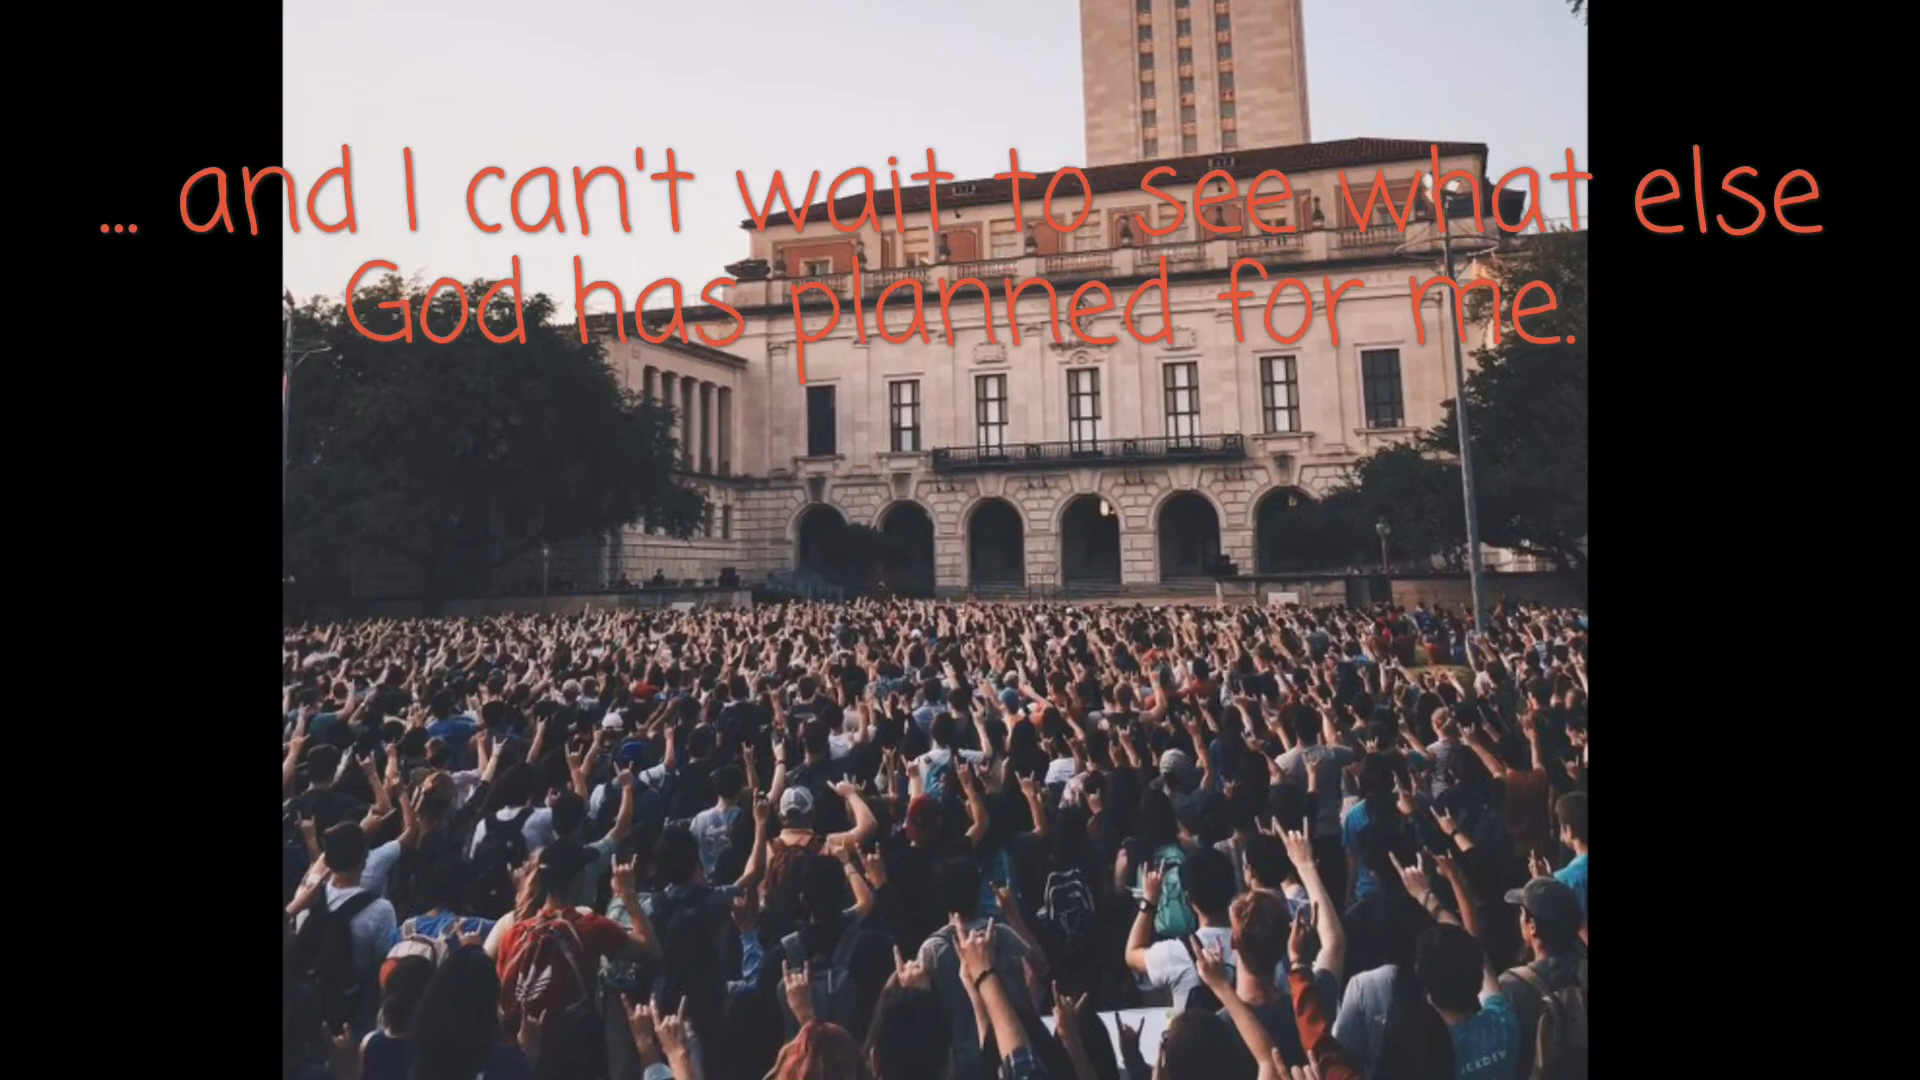 ... and I can't wait to see what else
God has planned for me.